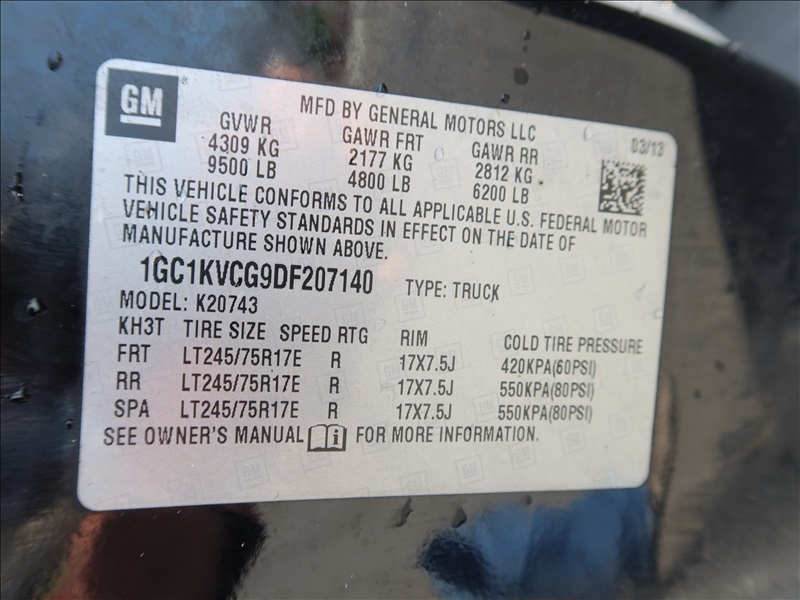 GM
MFD BY GENERAL MOTORS LLC
03/13
GVWR GAWR FRT GAWR RR
4309 KG 2177 KG 2812 KG
9500 LB 4800 LB 6200 LB
THIS VEHICLE CONFORMS TO ALL APPLICABLE U.S. FEDERAL MOTOR
VEHICLE SAFETY STANDARDS IN EFFECT ON THE DATE OF
MANUFACTURE SHOWN ABOVE.
1GC1KVCG9DF207140 TYPE: TRUCK
MODEL: K20743
KH3T TIRE SIZE SPEED RTG RIM COLD TIRE PRESSURE
FRT LT245/75R17E R 17X7.5J 420KPA(60PSI)
RR LT245/75R17E R 17X7.5J 550KPA(80PSI)
SPA LT245/75R17E R 17X7.5J 550KPA(80PSI)
SEE OWNER'S MANUAL i FOR MORE INFORMATION.